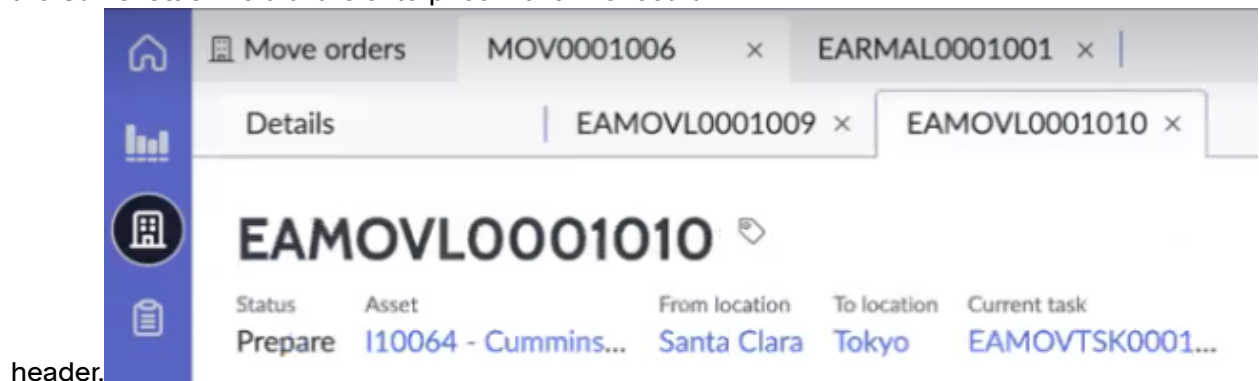 Move orders MOV0001006 EARMAL0001001
Details EAMOVL0001009 EAMOVL0001010
EAMOVL0001010
Status Asset From location To location Current task
Prepare I10064 - Cummins... Santa Clara Tokyo EAMOVTSK0001...
header.